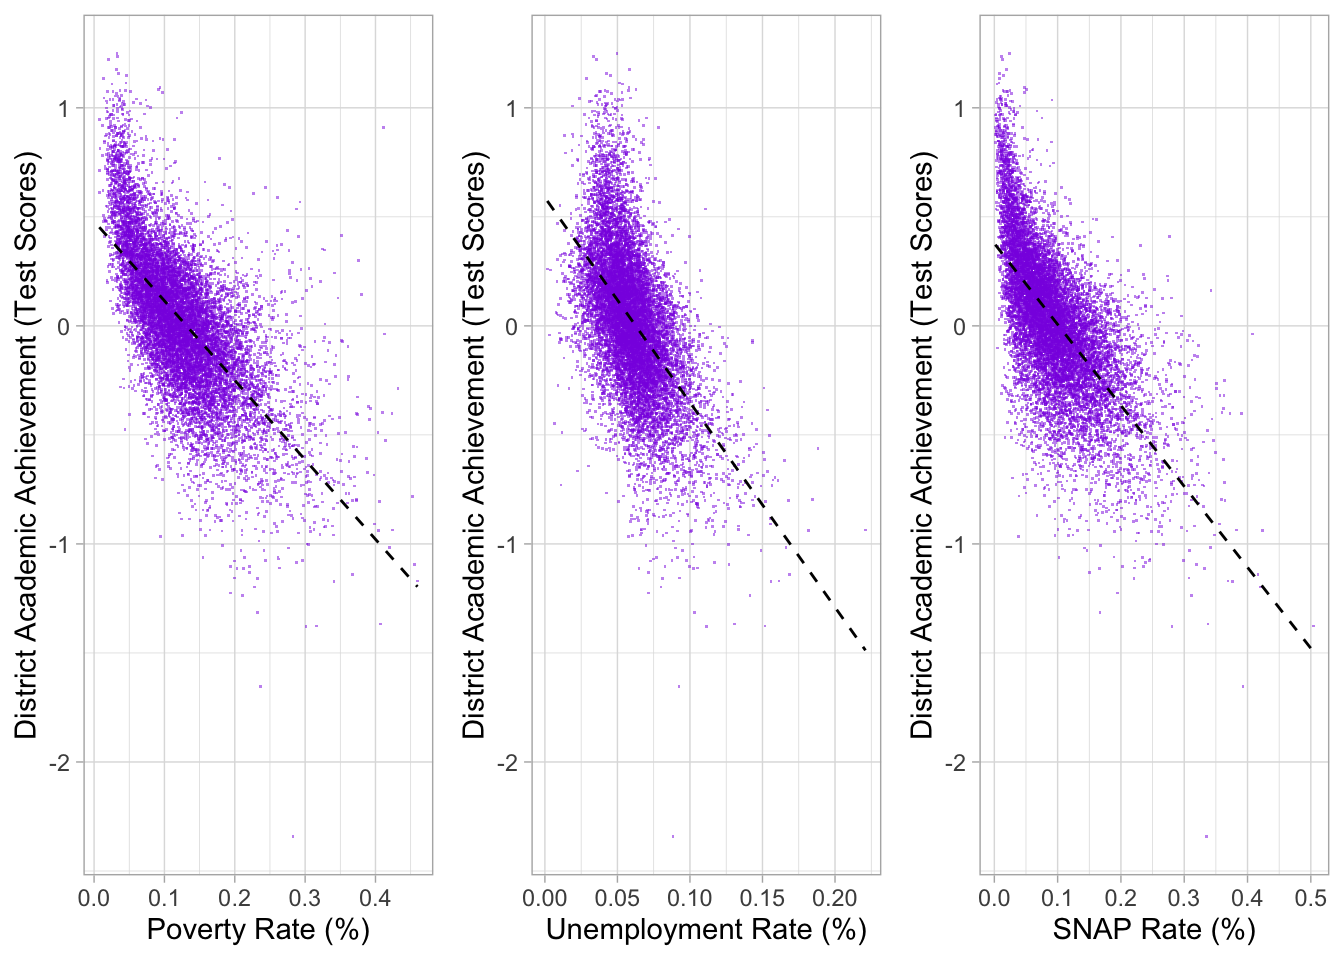 District Academic Achievement (Test Scores)
1
0
-1
-2
0.0 0.1 0.2 0.3 0.4
Poverty Rate (%)
District Academic Achievement (Test Scores)
1
0
-1
-2
0.00 0.05 0.10 0.15 0.20
Unemployment Rate (%)
District Academic Achievement (Test Scores)
1
0
-1
-2
0.0 0.1 0.2 0.3 0.4 0.5
SNAP Rate (%)